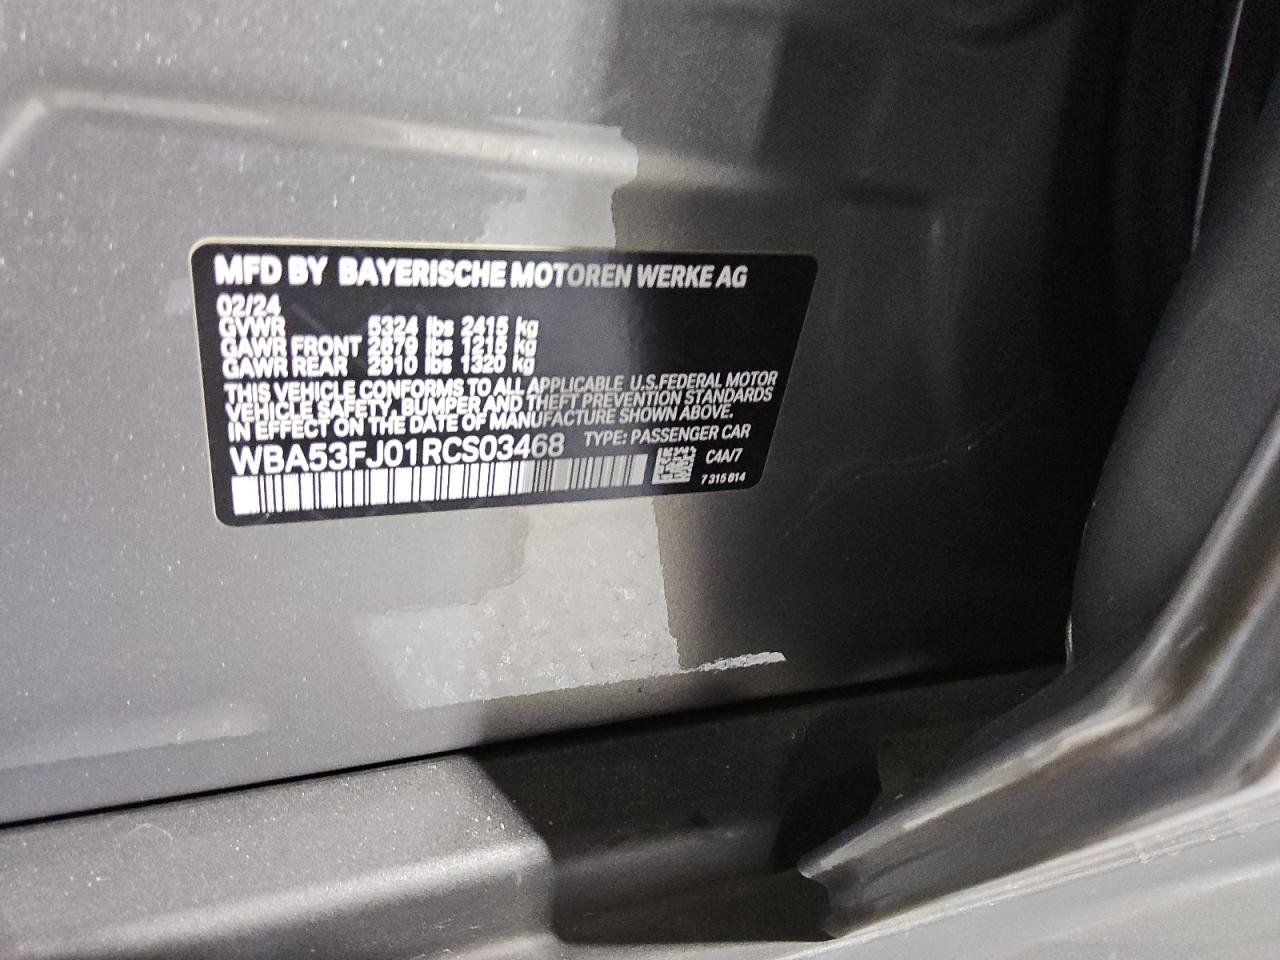 MFD BY BAYERISCHE MOTOREN WERKE AG
02/24
GVWR 5324 lbs 2415 kg
GAWR FRONT 2679 lbs 1215 kg
GAWR REAR 2910 lbs 1320 kg
THIS VEHICLE CONFORMS TO ALL APPLICABLE U.S.FEDERAL MOTOR
VEHICLE SAFETY, BUMPER AND THEFT PREVENTION STANDARDS
IN EFFECT ON THE DATE OF MANUFACTURE SHOWN ABOVE.
WBA53FJ01RCS03468 TYPE: PASSENGER CAR
C4A/7
7 315 614